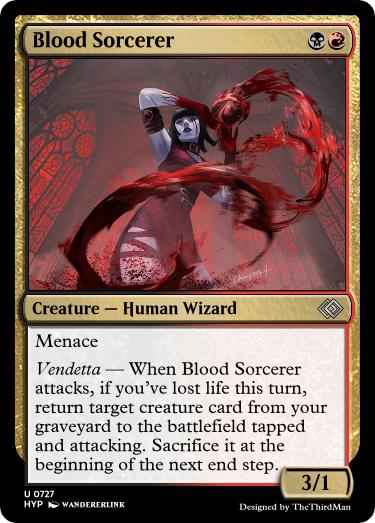 Blood Sorcerer
Creature — Human Wizard
Menace
Vendetta — When Blood Sorcerer
attacks, if you've lost life this turn,
return target creature card from your
graveyard to the battlefield tapped
and attacking. Sacrifice it at the
beginning of the next end step.
3/1
U 0727
HYP WANDERERLINK
Designed by TheThirdMan